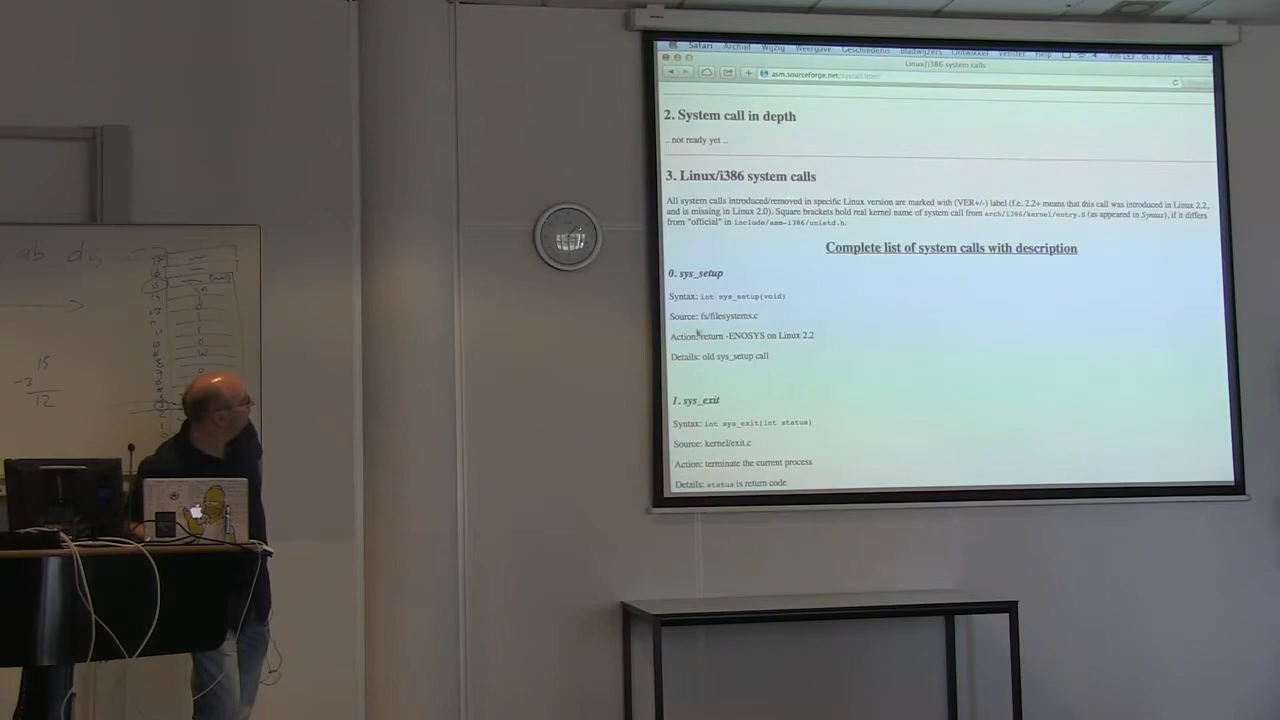 Safari Archief Wijzig Weergave Geschiedenis Bladwijzers Ontwikkel Venster Help
Linux/i386 system calls
asm.sourceforge.net/syscall.html
2. System call in depth
.. not ready yet ..
3. Linux/i386 system calls
All system calls introduced/removed in specific Linux version are marked with (VER+/-) label (f.e. 2.2+ means that this call was introduced in Linux 2.2,
and is missing in Linux 2.0). Square brackets hold real kernel name of system call from arch/i386/kernel/entry.S (as appeared in Syntax), if it differs
from "official" in include/asm-i386/unistd.h.
Complete list of system calls with description
0. sys_setup
Syntax: int sys_setup(void)
Source: fs/filesystems.c
Action: return -ENOSYS on Linux 2.2
Details: old sys_setup call
1. sys_exit
Syntax: int sys_exit(int status)
Source: kernel/exit.c
Action: terminate the current process
Details: status is return code
ab
15
-3
12